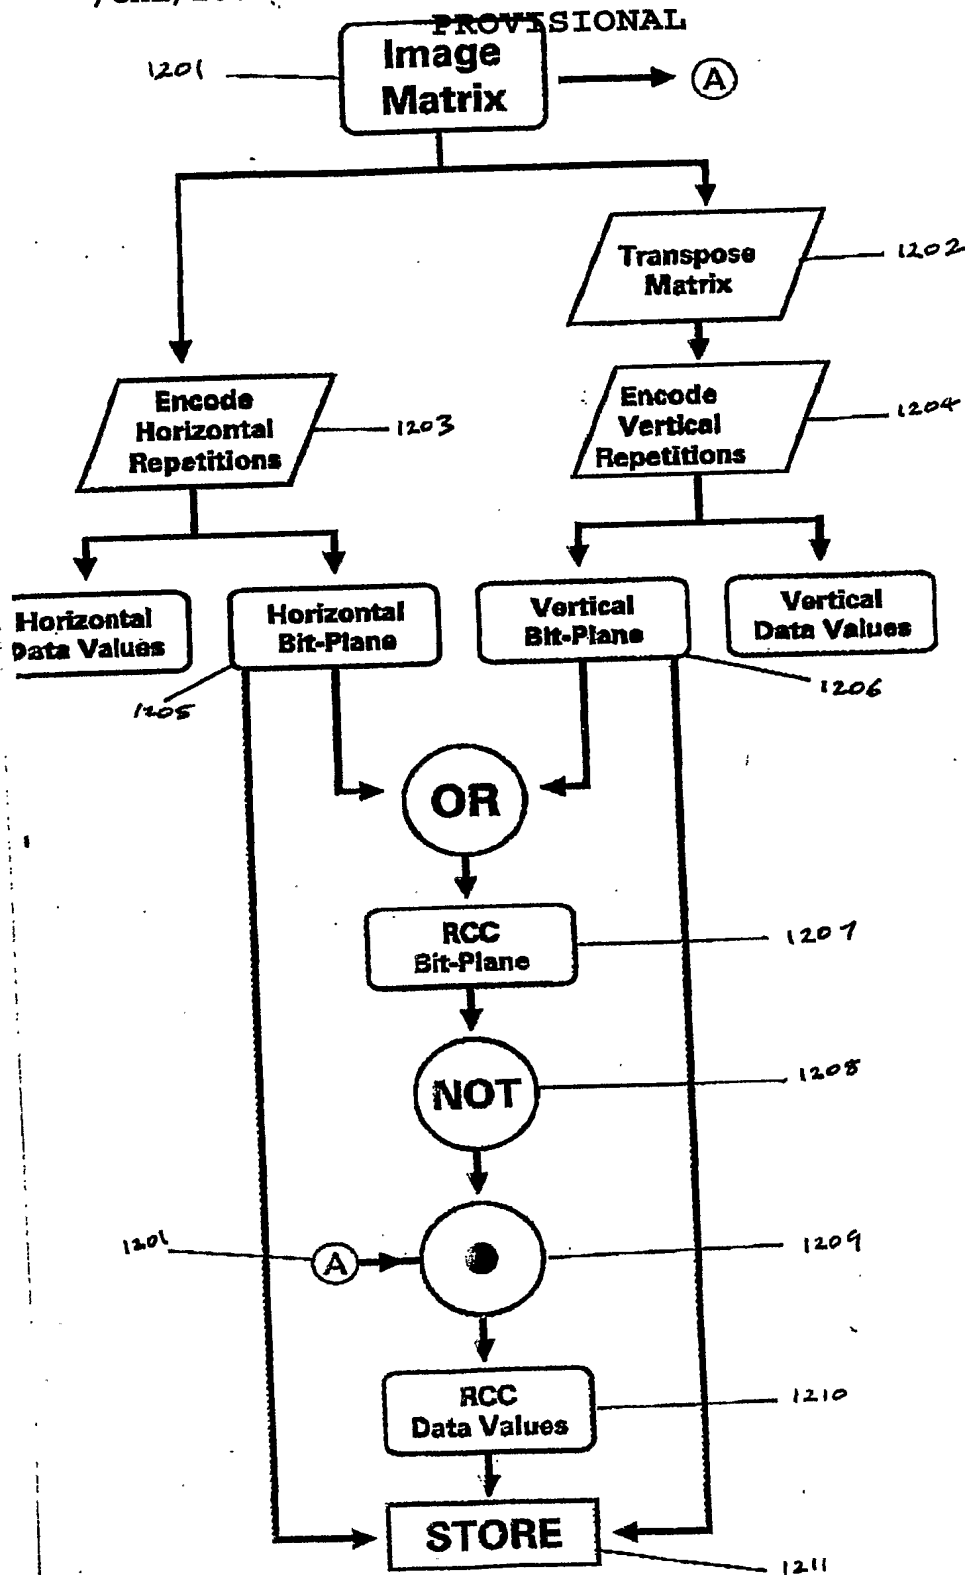 PROVISIONAL
Image
Matrix
1201
A
Transpose
Matrix
1202
Encode
Horizontal
Repetitions
1203
Encode
Vertical
Repetitions
1204
Horizontal
Data Values
Horizontal
Bit-Plane
Vertical
Bit-Plane
Vertical
Data Values
1205
1206
OR
RCC
Bit-Plane
1207
NOT
1208
1201
A
1209
RCC
Data Values
1210
STORE
1211